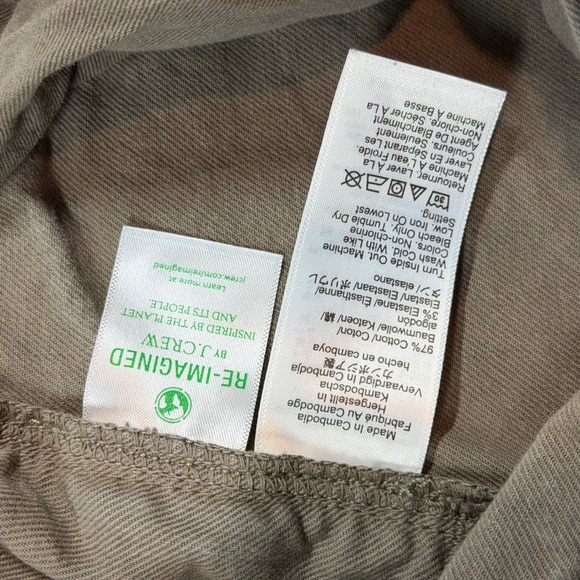 RE-IMAGINED
BY J.CREW
INSPIRED BY THE PLANET
AND ITS PEOPLE.
Learn more at
jcrew.com/reimagined
Made in Cambodia
Fabriqué Au Cambodge
Hergestellt In
Kambodscha
Vervaardigd In Cambodja
カンボジア製
hecho en camboya
97% Cotton/ Coton/
Baumwolle/ Katoen/ 綿/
algodón
3% Elastane/ Elasthanne/
Elastan/ Elastaan/ ポリウレ
タン/ elastano
Turn Inside Out. Machine
Wash Cold. With Like
Colors. Non-chlorine
Bleach. Only. Tumble Dry
Low. Iron On Lowest
Setting.
30
Retourner. Laver À La
Machine À L'eau Froide.
Laver En Séparant Les
Couleurs. Seulement
Agent De Blanchiment
Non-chlore. Sécher À La
Machine À Basse